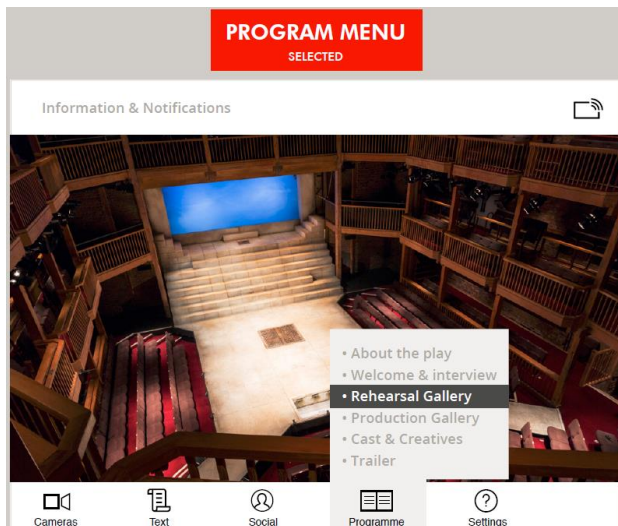 PROGRAM MENU
SELECTED
Information & Notifications
• About the play
• Welcome & interview
• Rehearsal Gallery
• Production Gallery
• Cast & Creatives
• Trailer
Cameras Text Social Programme Settings